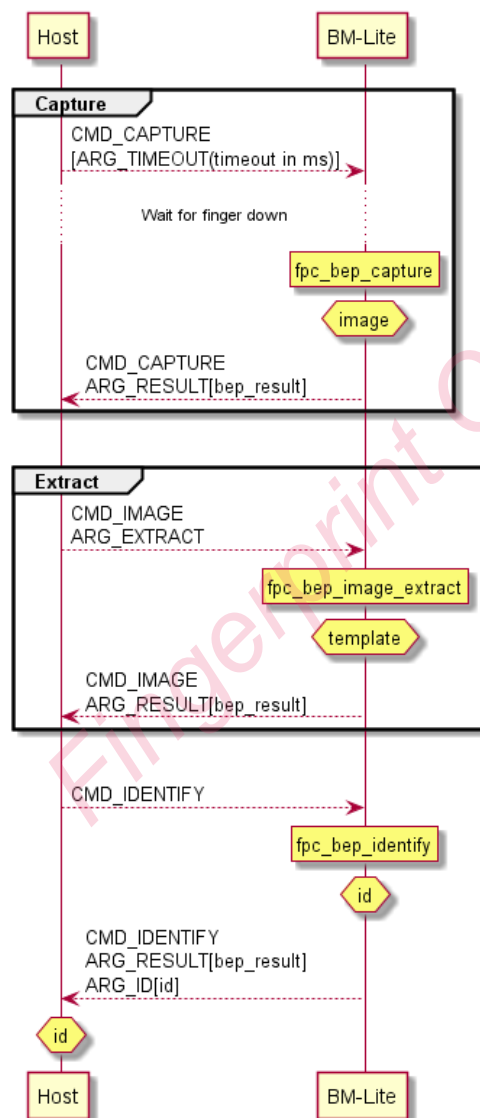 Host
BM-Lite
Capture
CMD_CAPTURE
[ARG_TIMEOUT(timeout in ms)]
Wait for finger down
fpc_bep_capture
image
CMD_CAPTURE
ARG_RESULT[bep_result]
Extract
CMD_IMAGE
ARG_EXTRACT
fpc_bep_image_extract
template
CMD_IMAGE
ARG_RESULT[bep_result]
CMD_IDENTIFY
fpc_bep_identify
id
CMD_IDENTIFY
ARG_RESULT[bep_result]
ARG_ID[id]
id
Host
BM-Lite
Fingerprint C